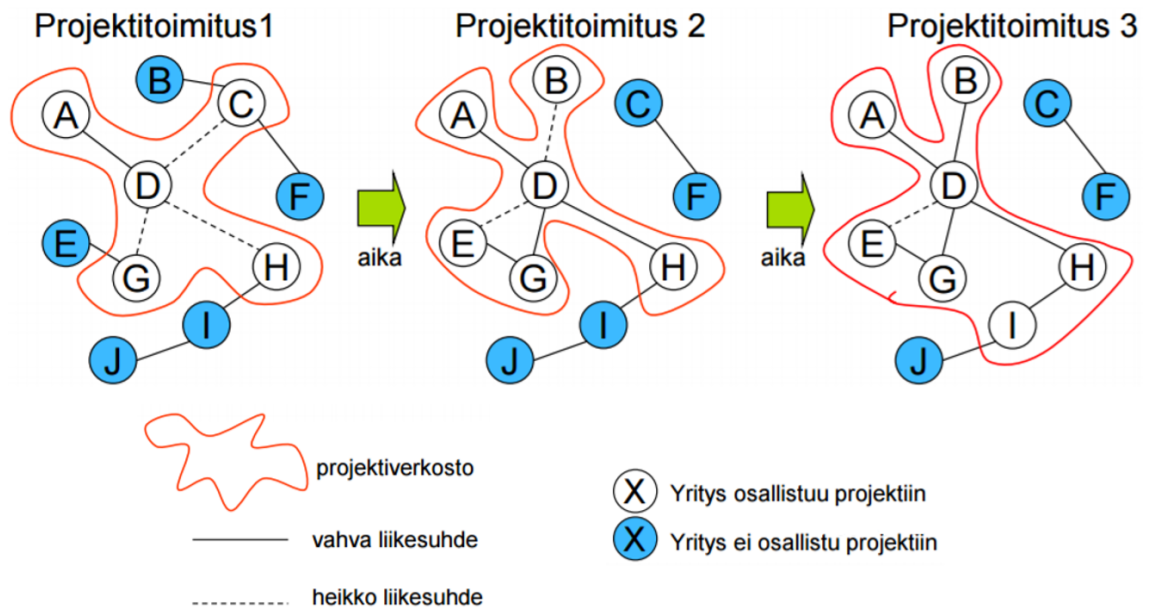 Projektitoimitus1
Projektitoimitus 2
Projektitoimitus 3
B
C
A
D
F
E
G
H
I
J
aika
B
A
C
D
F
E
G
H
I
J
aika
B
A
C
D
F
E
G
H
I
J
projektiverkosto
vahva liikesuhde
heikko liikesuhde
X Yritys osallistuu projektiin
X Yritys ei osallistu projektiin